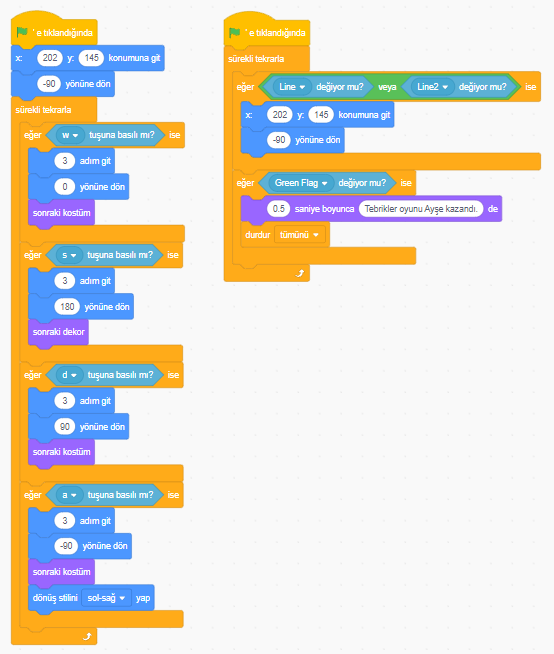 ' e tıklandığında
x: 202 y: 145 konumuna git
-90 yönüne dön
sürekli tekrarla
eğer w tuşuna basılı mı? ise
3 adım git
0 yönüne dön
sonraki kostüm
eğer s tuşuna basılı mı? ise
3 adım git
180 yönüne dön
sonraki dekor
eğer d tuşuna basılı mı? ise
3 adım git
90 yönüne dön
sonraki kostüm
eğer a tuşuna basılı mı? ise
3 adım git
-90 yönüne dön
sonraki kostüm
dönüş stilini sol-sağ yap
' e tıklandığında
sürekli tekrarla
eğer Line değiyor mu? veya Line2 değiyor mu? ise
x: 202 y: 145 konumuna git
-90 yönüne dön
eğer Green Flag değiyor mu? ise
0.5 saniye boyunca Tebrikler oyunu Ayşe kazandı. de
durdur tümünü